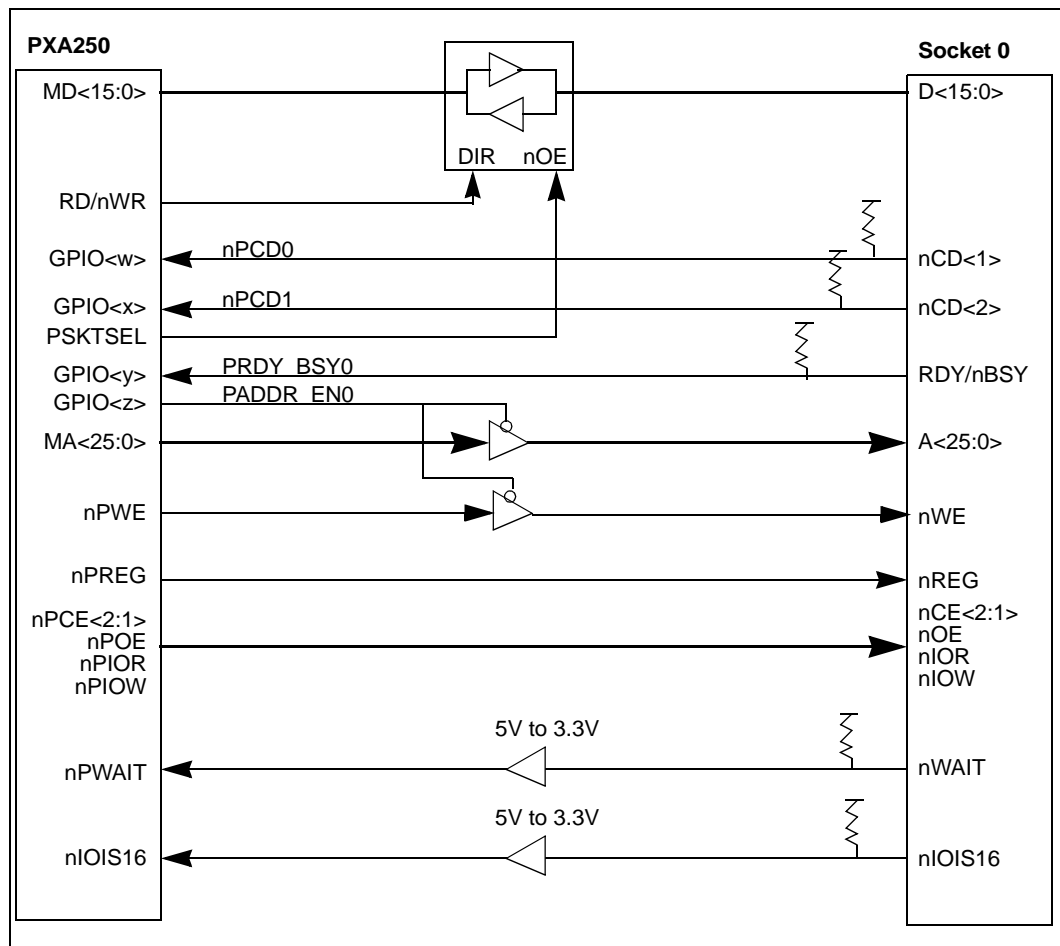 PXA250
Socket 0
MD<15:0>
D<15:0>
DIR nOE
RD/nWR
GPIO<w>
nPCD0
nCD<1>
GPIO<x>
nPCD1
nCD<2>
PSKTSEL
GPIO<y>
PRDY_BSY0
RDY/nBSY
GPIO<z>
PADDR_EN0
MA<25:0>
A<25:0>
nPWE
nWE
nPREG
nREG
nPCE<2:1>
nCE<2:1>
nPOE
nOE
nPIOR
nIOR
nPIOW
nIOW
5V to 3.3V
nPWAIT
nWAIT
5V to 3.3V
nIOIS16
nIOIS16